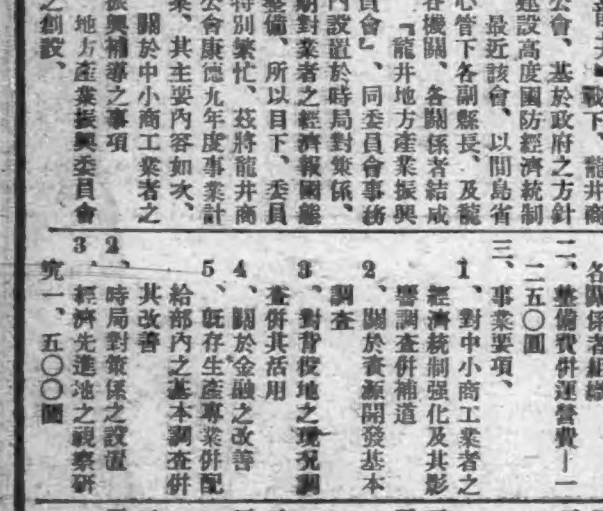 公會、基於政府之方針
建設高度國防經濟統制
最近該會、以間島省
心管下各副縣長、及龍
各機關、各關係者結成
『龍井地方產業振興
員會』、同委員會事務
內設置於時局對策係、
期對業者之經濟報國態
整備、所以目下、委員
特別繁忙、茲將龍井商
公會康德九年度事業計
業、其主要內容如次、
關於中小商工業者之
振興補導之事項
地方產業振興委員會
之創設、
各關係者組織
二、整備費併運營費—一
二五〇圓
三、事業要項、
1、對中小商工業者之
經濟統制强化及其影
響調查併補道
2、關於資源開發基本
調查
3、對背後地之現况調
查併其活用
4、關於金融之改善
5、旣存生產事業併配
給部內之基本調查併
其改善
2、時局對策係之設置
3、經濟先進地之視察研
究一、五〇〇圓